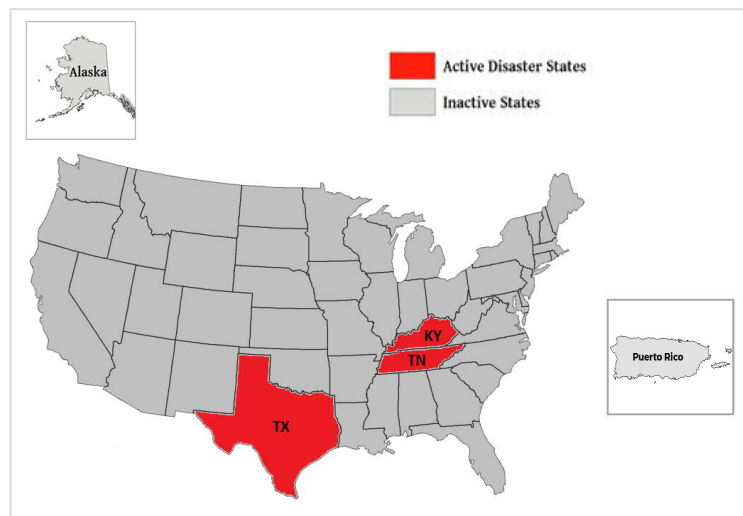 Alaska
Active Disaster States
Inactive States
KY
TN
TX
Puerto Rico